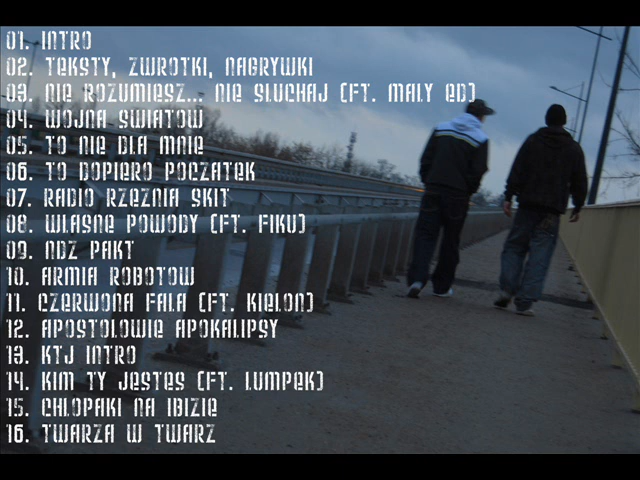 01. INTRO
02. TEKSTY, ZWROTKI, NAGRYWKI
03. NIE ROZUMIESZ... NIE SLUCHAJ (FT. MALY ED)
04. WOJNA SWIATOW
05. TO NIE DLA MNIE
06. TO DOPIERO POCZATEK
07. RADIO RZEZNIA SKIT
08. WLASNE POWODY (FT. FIKU)
09. NDZ PAKT
10. ARMIA ROBOTOW
11. CZERWONA FALA (FT. KIELON)
12. APOSTOLOWIE APOKALIPSY
13. KTJ INTRO
14. KIM TY JESTES (FT. LUMPEK)
15. CHLOPAKI NA IBIZIE
16. TWARZA W TWARZ